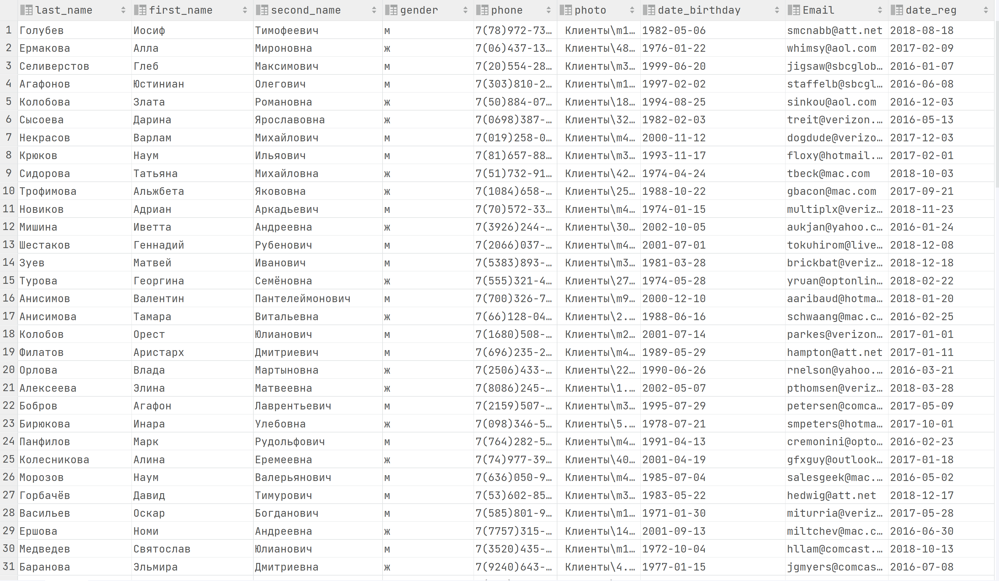 last_name first_name second_name gender phone photo date_birthday Email date_reg
1 Голубев Иосиф Тимофеевич м 7(78)972-73… Клиенты\m1… 1982-05-06 smcnabb@att.net 2018-08-18
2 Ермакова Алла Мироновна ж 7(06)437-13… Клиенты\48… 1976-01-22 whimsy@aol.com 2017-02-09
3 Селиверстов Глеб Максимович м 7(20)554-28… Клиенты\m3… 1999-06-20 jigsaw@sbcglob… 2016-01-07
4 Агафонов Юстиниан Олегович м 7(303)810-2… Клиенты\m1… 1997-02-02 staffelb@sbcgl… 2016-06-08
5 Колобова Злата Романовна ж 7(50)884-07… Клиенты\18… 1994-08-25 sinkou@aol.com 2016-12-03
6 Сысоева Дарина Ярославовна ж 7(0698)387-… Клиенты\32… 1982-02-03 treit@verizon.… 2016-05-13
7 Некрасов Варлам Михайлович м 7(019)258-0… Клиенты\m4… 2000-11-12 dogdude@verizo… 2017-12-03
8 Крюков Наум Ильяович м 7(81)657-88… Клиенты\m3… 1993-11-17 floxy@hotmail.… 2017-02-01
9 Сидорова Татьяна Михайловна ж 7(51)732-91… Клиенты\42… 1974-04-24 tbeck@mac.com 2018-10-03
10 Трофимова Альжбета Якововна ж 7(1084)658-… Клиенты\25… 1988-10-22 gbacon@mac.com 2017-09-21
11 Новиков Адриан Аркадьевич м 7(70)572-33… Клиенты\m4… 1974-01-15 multiplx@veriz… 2018-11-23
12 Мишина Иветта Андреевна ж 7(3926)244-… Клиенты\30… 2002-10-05 aukjan@yahoo.c… 2016-01-24
13 Шестаков Геннадий Рубенович м 7(2066)037-… Клиенты\m4… 2001-07-01 tokuhirom@live… 2018-12-08
14 Зуев Матвей Иванович м 7(5383)893-… Клиенты\m3… 1981-03-28 brickbat@veriz… 2018-12-18
15 Турова Георгина Семёновна ж 7(555)321-4… Клиенты\27… 1974-05-28 yruan@optonlin… 2018-02-22
16 Анисимов Валентин Пантелеймонович м 7(700)326-7… Клиенты\m9… 2000-12-10 aaribaud@hotma… 2018-01-20
17 Анисимова Тамара Витальевна ж 7(66)128-04… Клиенты\2.… 1988-06-16 schwaang@mac.c… 2016-02-25
18 Колобов Орест Юлианович м 7(1680)508-… Клиенты\m2… 2001-07-14 parkes@verizon… 2017-01-01
19 Филатов Аристарх Дмитриевич м 7(696)235-2… Клиенты\m4… 1989-05-29 hampton@att.net 2017-01-11
20 Орлова Влада Мартыновна ж 7(2506)433-… Клиенты\22… 1990-06-26 rnelson@yahoo.… 2016-03-21
21 Алексеева Элина Матвеевна ж 7(8086)245-… Клиенты\1.… 2002-05-07 pthomsen@veriz… 2018-03-28
22 Бобров Агафон Лаврентьевич м 7(2159)507-… Клиенты\m3… 1995-07-29 petersen@comca… 2017-05-09
23 Бирюкова Инара Улебовна ж 7(098)346-5… Клиенты\5.… 1978-07-21 smpeters@hotma… 2017-10-01
24 Панфилов Марк Рудольфович м 7(764)282-5… Клиенты\m4… 1991-04-13 cremonini@opto… 2016-02-23
25 Колесникова Алина Еремеевна ж 7(74)977-39… Клиенты\40… 2001-04-19 gfxguy@outlook… 2017-01-18
26 Морозов Наум Валерьянович м 7(636)050-9… Клиенты\m4… 1985-07-04 salesgeek@mac.… 2016-05-02
27 Горбачёв Давид Тимурович м 7(53)602-85… Клиенты\m3… 1983-05-22 hedwig@att.net 2018-12-17
28 Васильев Оскар Богданович м 7(585)801-9… Клиенты\m1… 1971-01-30 miturria@veriz… 2017-05-28
29 Ершова Номи Андреевна ж 7(7757)315-… Клиенты\14… 2001-09-13 miltchev@mac.c… 2016-06-30
30 Медведев Святослав Юлианович м 7(3520)435-… Клиенты\m1… 1972-10-04 hllam@comcast.… 2018-10-13
31 Баранова Эльмира Дмитриевна ж 7(9240)643-… Клиенты\4.… 1977-01-15 jgmyers@comcas… 2016-07-08